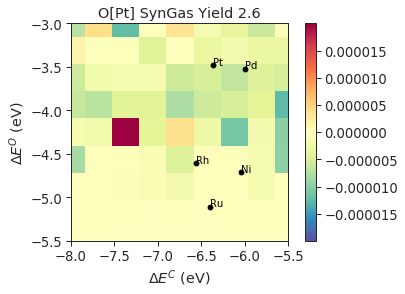 O[Pt] SynGas Yield 2.6
−3.0
−3.5
−4.0
−4.5
−5.0
−5.5
ΔE^O (eV)
Pt
Pd
Rh
Ni
Ru
−8.0 −7.5 −7.0 −6.5 −6.0 −5.5
ΔE^C (eV)
0.000015
0.000010
0.000005
0.000000
−0.000005
−0.000010
−0.000015